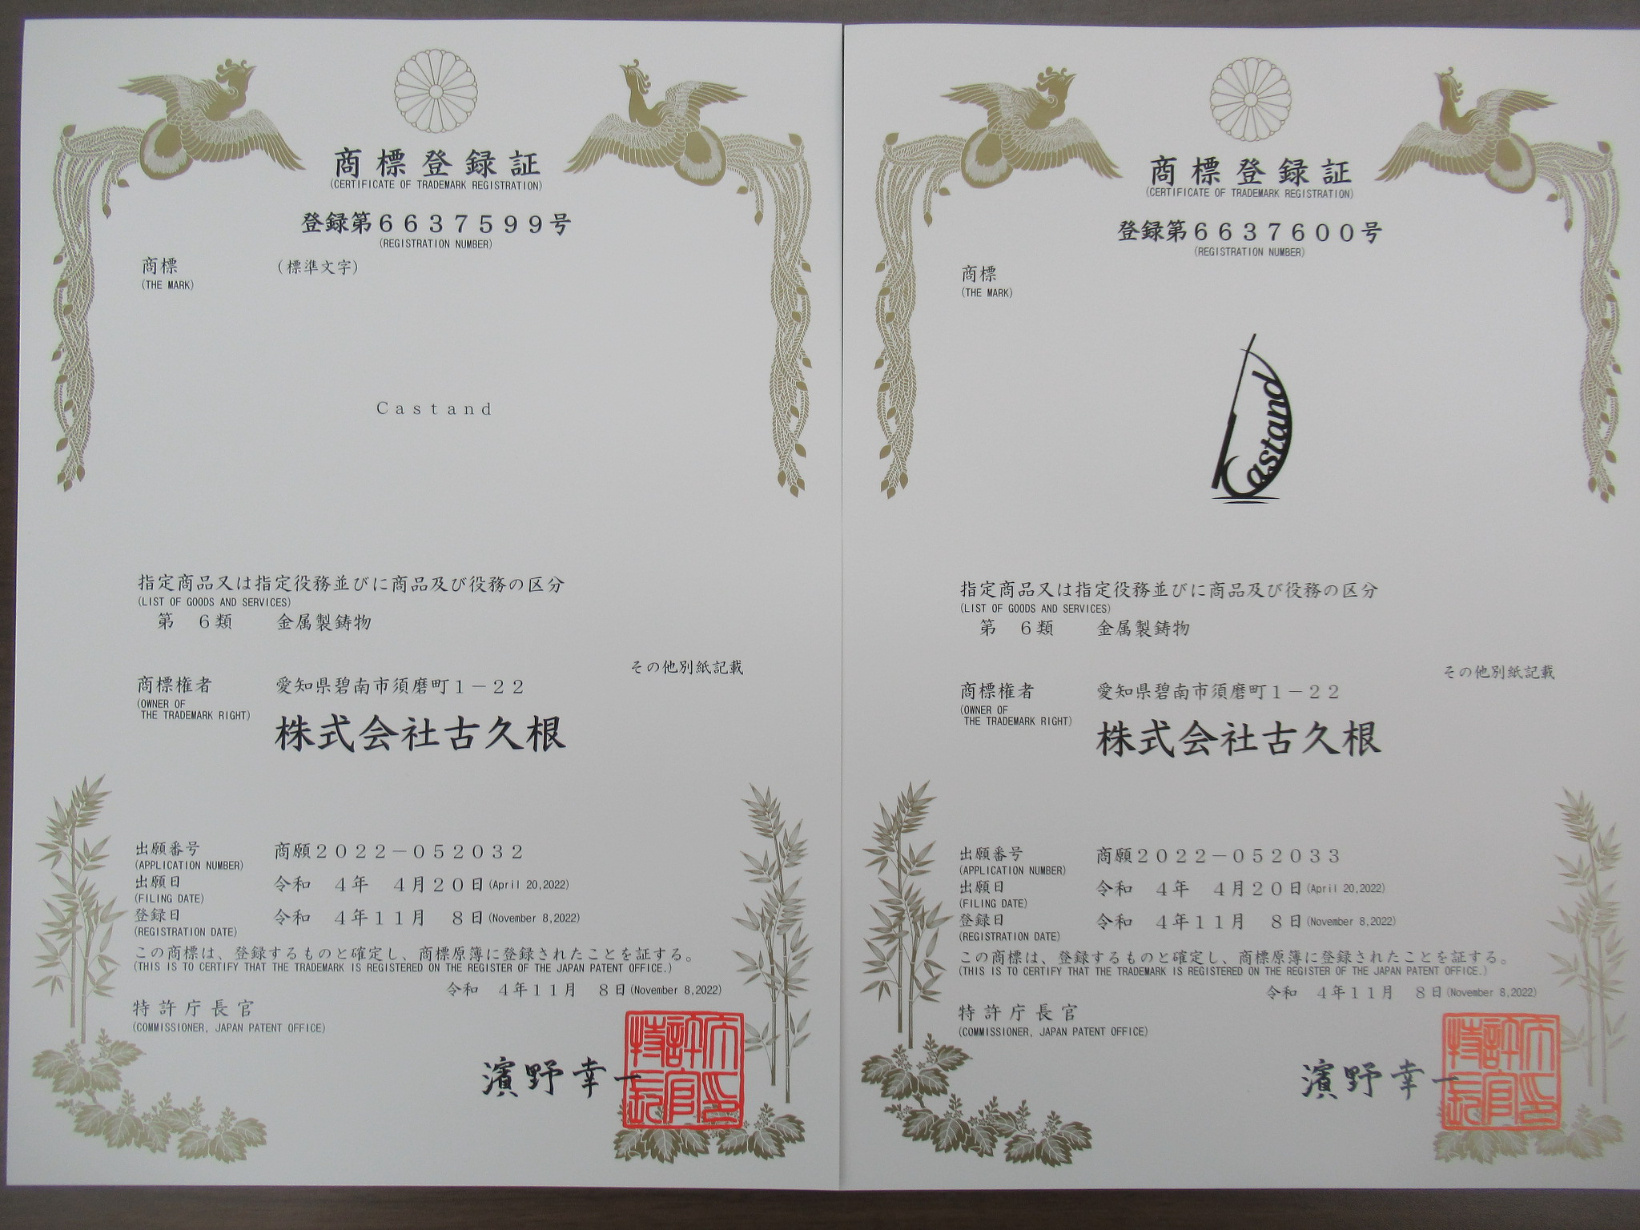 商標登録証
(CERTIFICATE OF TRADEMARK REGISTRATION)
登録第６６３７５９９号
(REGISTRATION NUMBER)
商標 （標準文字）
(THE MARK)
Ｃａｓｔａｎｄ
指定商品又は指定役務並びに商品及び役務の区分
(LIST OF GOODS AND SERVICES)
第　６類　金属製鋳物
その他別紙記載
商標権者 愛知県碧南市須磨町１－２２
(OWNER OF
THE TRADEMARK RIGHT)
株式会社古久根
出願番号 商願２０２２－０５２０３２
(APPLICATION NUMBER)
出願日 令和　４年　４月２０日(April 20,2022)
(FILING DATE)
登録日 令和　４年１１月　８日(November 8,2022)
(REGISTRATION DATE)
この商標は、登録するものと確定し、商標原簿に登録されたことを証する。
(THIS IS TO CERTIFY THAT THE TRADEMARK IS REGISTERED ON THE REGISTER OF THE JAPAN PATENT OFFICE.)
令和　４年１１月　８日(November 8,2022)
特許庁長官
(COMMISSIONER, JAPAN PATENT OFFICE)
濱野幸一
特許庁長官之印
商標登録証
(CERTIFICATE OF TRADEMARK REGISTRATION)
登録第６６３７６００号
(REGISTRATION NUMBER)
商標
(THE MARK)
Castand
指定商品又は指定役務並びに商品及び役務の区分
(LIST OF GOODS AND SERVICES)
第　６類　金属製鋳物
その他別紙記載
商標権者 愛知県碧南市須磨町１－２２
(OWNER OF
THE TRADEMARK RIGHT)
株式会社古久根
出願番号 商願２０２２－０５２０３３
(APPLICATION NUMBER)
出願日 令和　４年　４月２０日(April 20,2022)
(FILING DATE)
登録日 令和　４年１１月　８日(November 8,2022)
(REGISTRATION DATE)
この商標は、登録するものと確定し、商標原簿に登録されたことを証する。
(THIS IS TO CERTIFY THAT THE TRADEMARK IS REGISTERED ON THE REGISTER OF THE JAPAN PATENT OFFICE.)
令和　４年１１月　８日(November 8,2022)
特許庁長官
(COMMISSIONER, JAPAN PATENT OFFICE)
濱野幸一